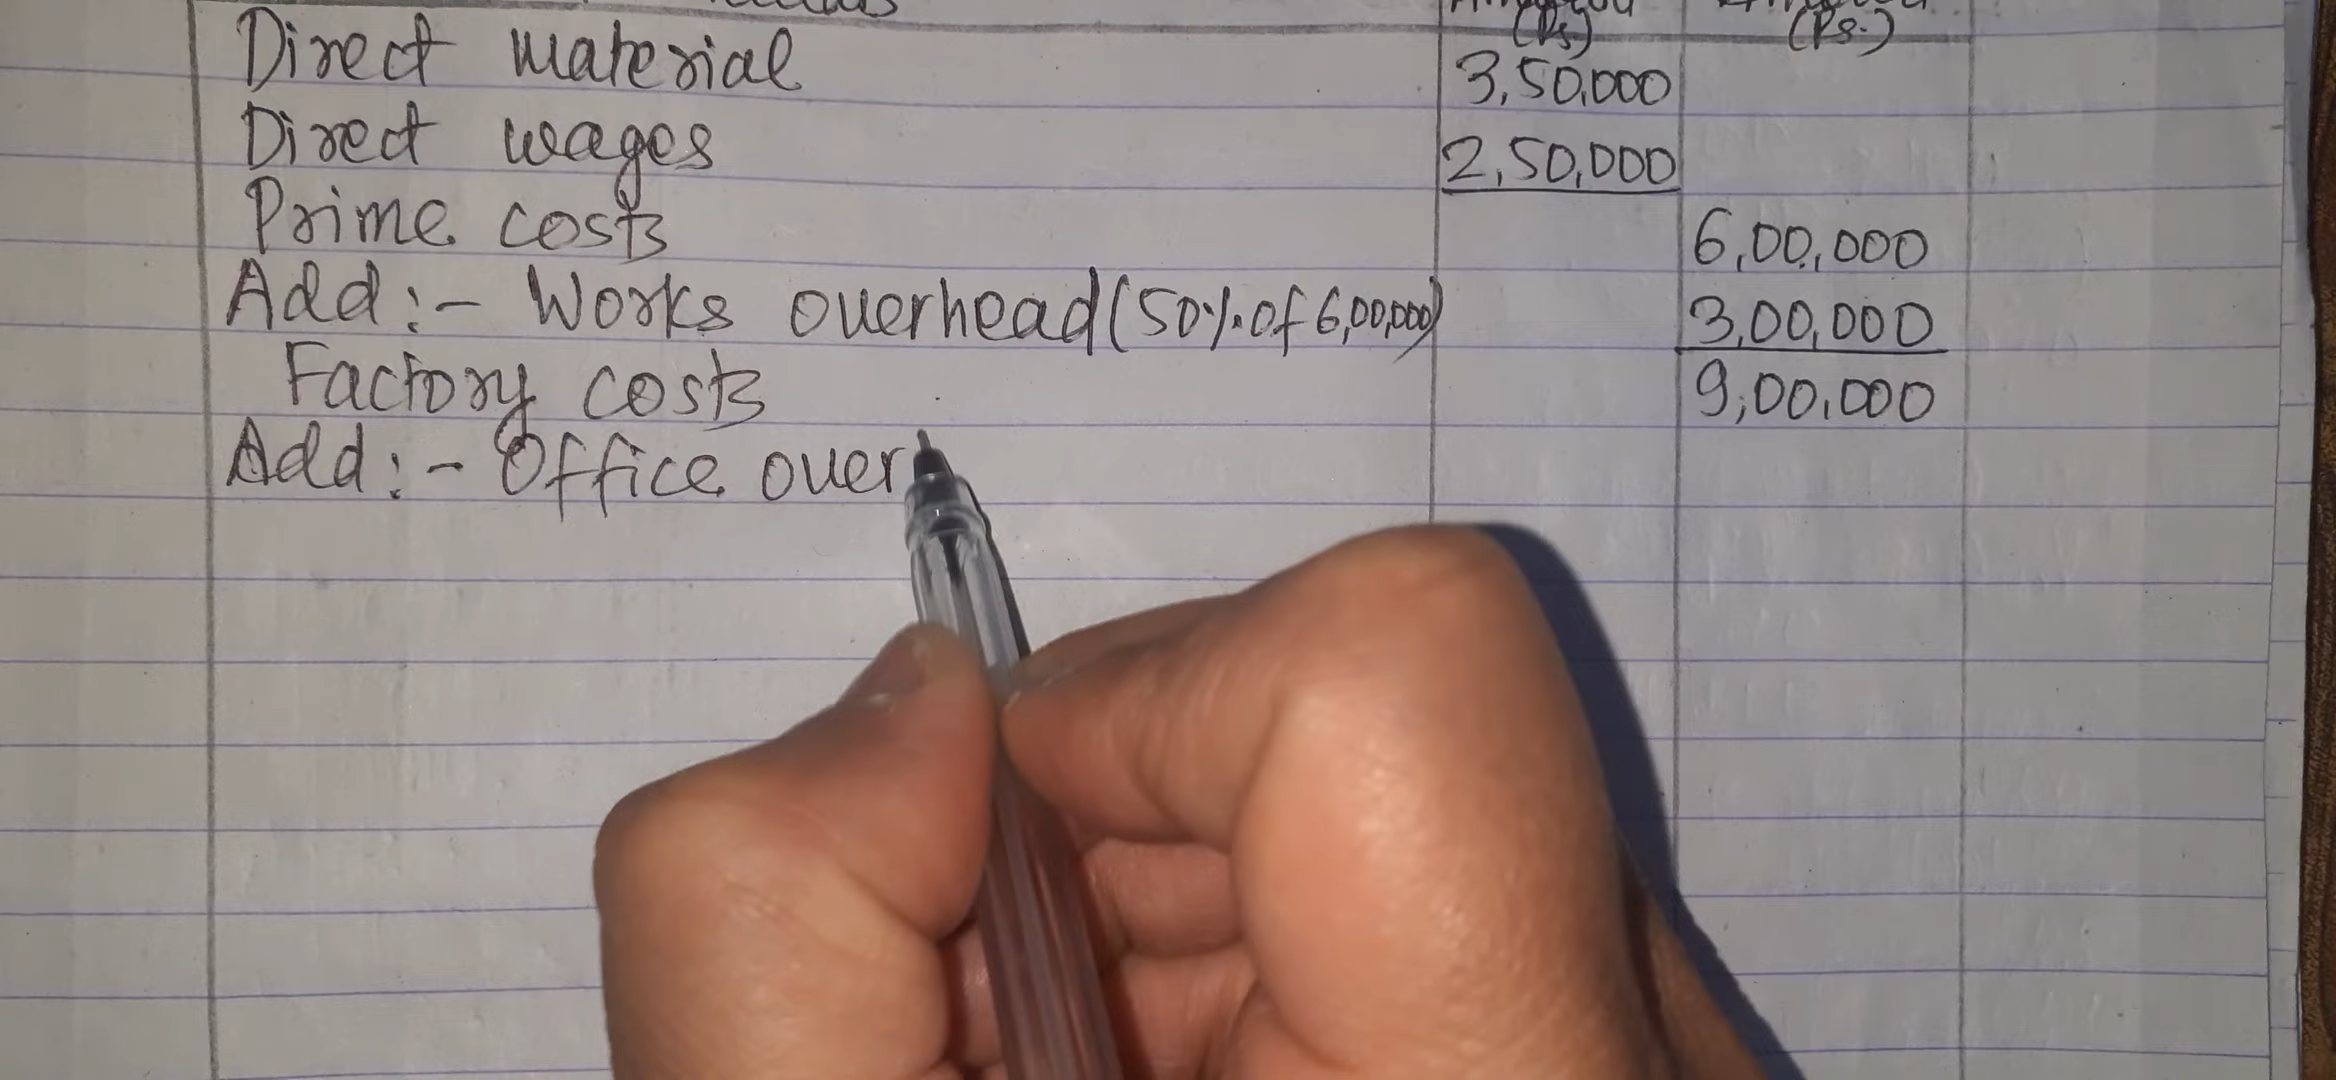 (Rs) (Rs.)
Direct material 3,50,000
Direct wages 2,50,000
Prime costs 6,00,000
Add:- Works overhead (50% of 6,00,000) 3,00,000
Factory costs 9,00,000
Add:- Office over